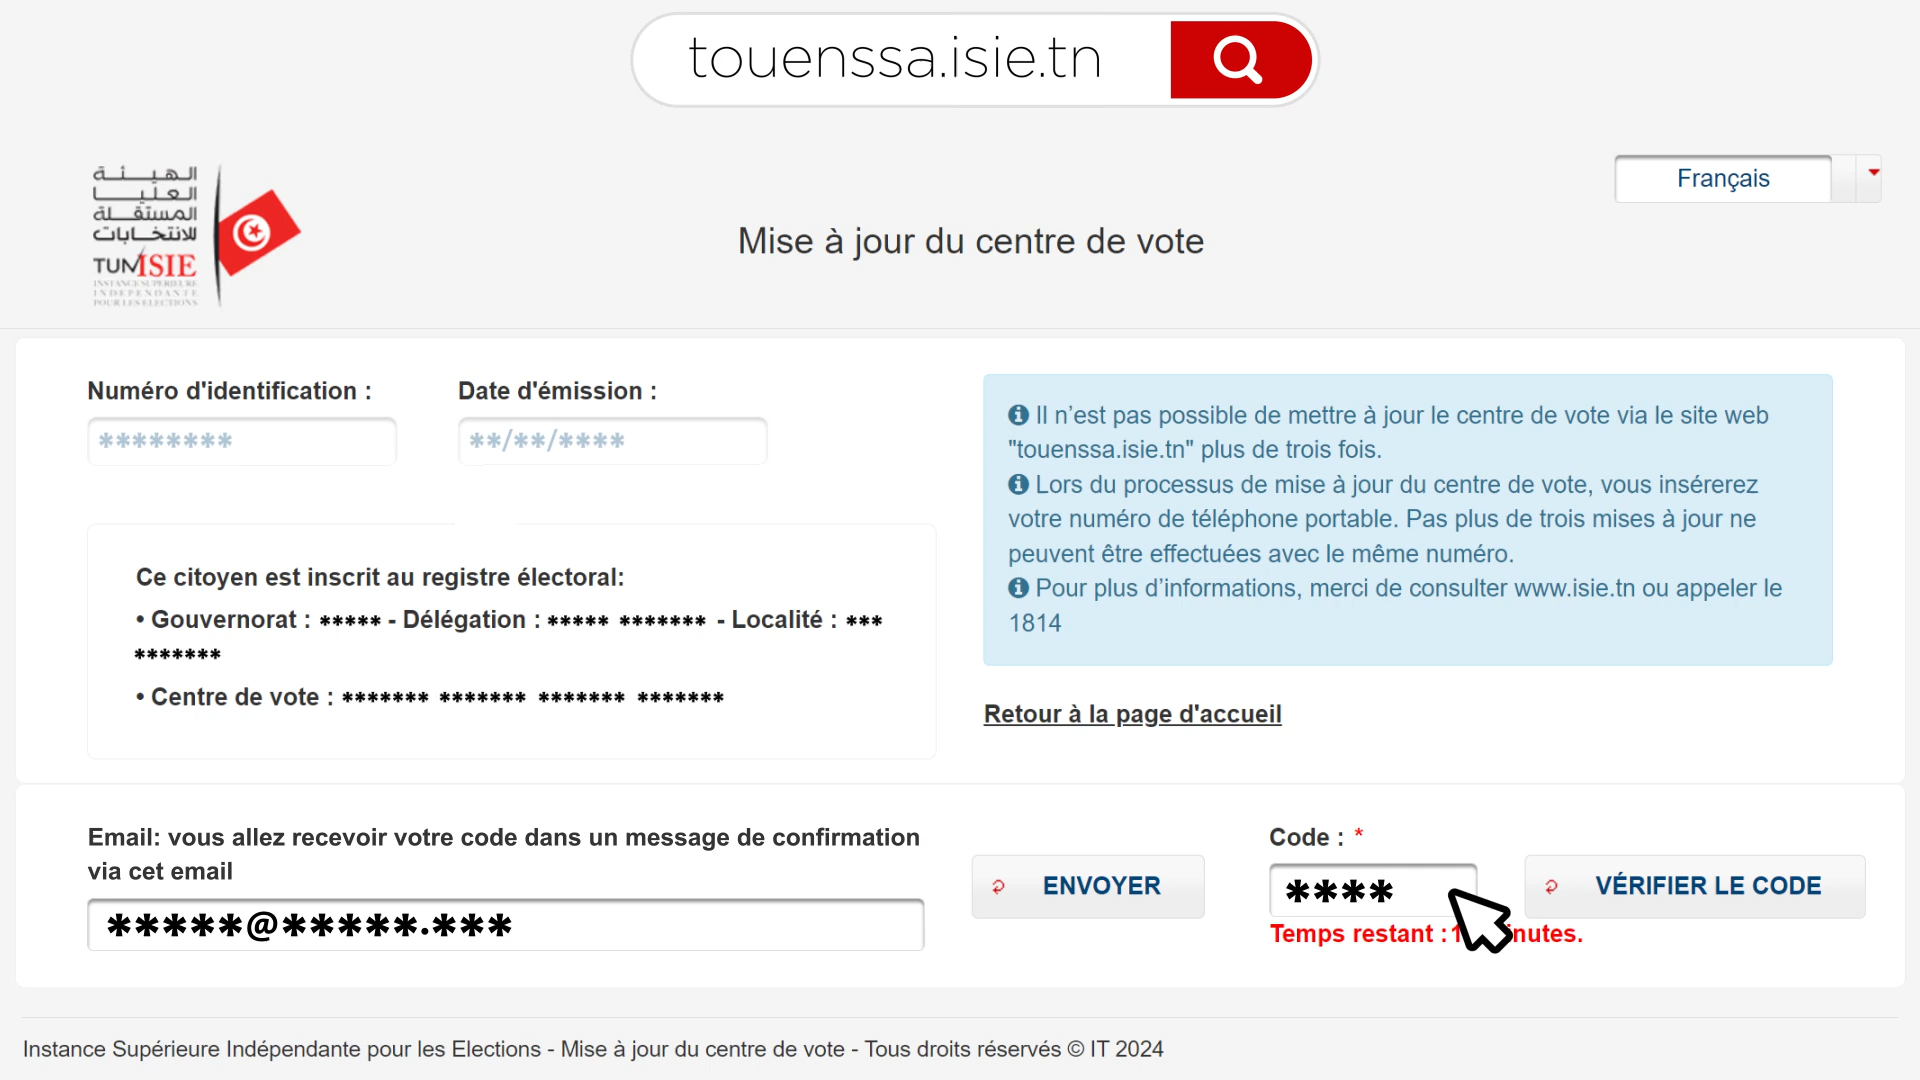 touenssa.isie.tn
الهيئة
العليا
المستقلة
للانتخابات
TUNISIE
INSTANCE SUPERIEURE
INDEPENDANTE
POUR LES ELECTIONS
Français
Mise à jour du centre de vote
Numéro d'identification :
Date d'émission :
********
**/**/****
Ce citoyen est inscrit au registre électoral:
• Gouvernorat : ***** - Délégation : ***** ******* - Localité : ***
*******
• Centre de vote : ******* ******* ******* *******
Il n’est pas possible de mettre à jour le centre de vote via le site web
"touenssa.isie.tn" plus de trois fois.
Lors du processus de mise à jour du centre de vote, vous insérerez
votre numéro de téléphone portable. Pas plus de trois mises à jour ne
peuvent être effectuées avec le même numéro.
Pour plus d’informations, merci de consulter www.isie.tn ou appeler le
1814
Retour à la page d'accueil
Email: vous allez recevoir votre code dans un message de confirmation
via cet email
*****@*****.***
ENVOYER
Code : *
****
VÉRIFIER LE CODE
Temps restant :
Instance Supérieure Indépendante pour les Elections - Mise à jour du centre de vote - Tous droits réservés © IT 2024